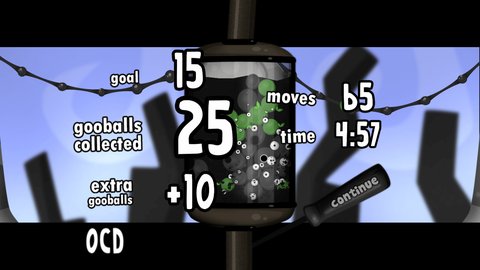 goal 15
gooballs collected 25
extra gooballs +10
moves 65
time 4:57
continue
OCD